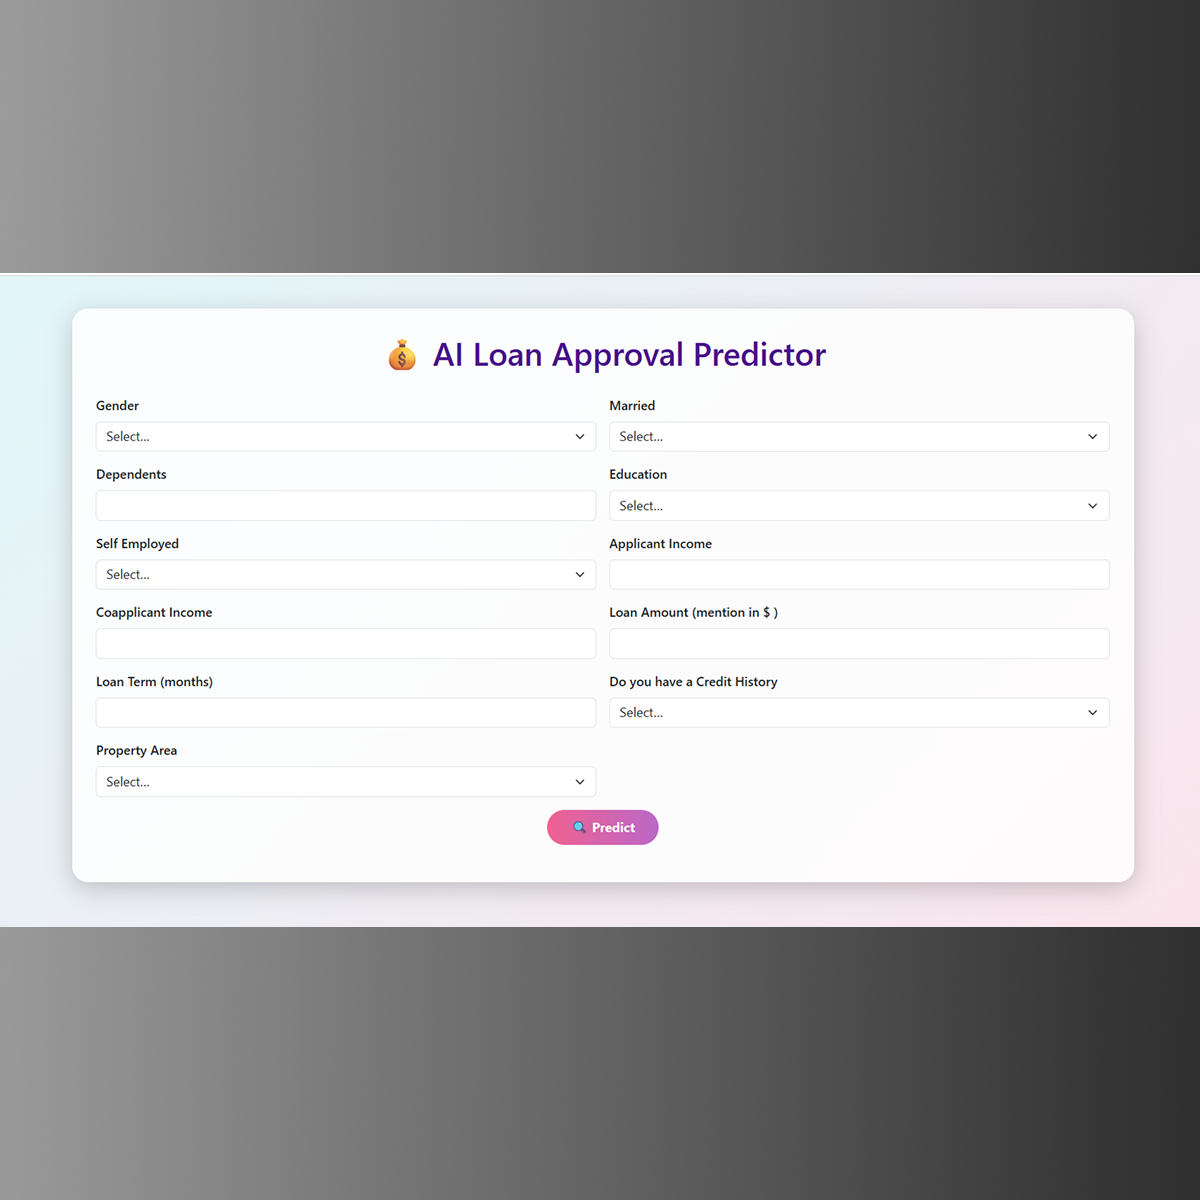 AI Loan Approval Predictor
Gender
Married
Select...
Select...
Dependents
Education
Select...
Self Employed
Applicant Income
Select...
Coapplicant Income
Loan Amount (mention in $ )
Loan Term (months)
Do you have a Credit History
Select...
Property Area
Select...
Predict